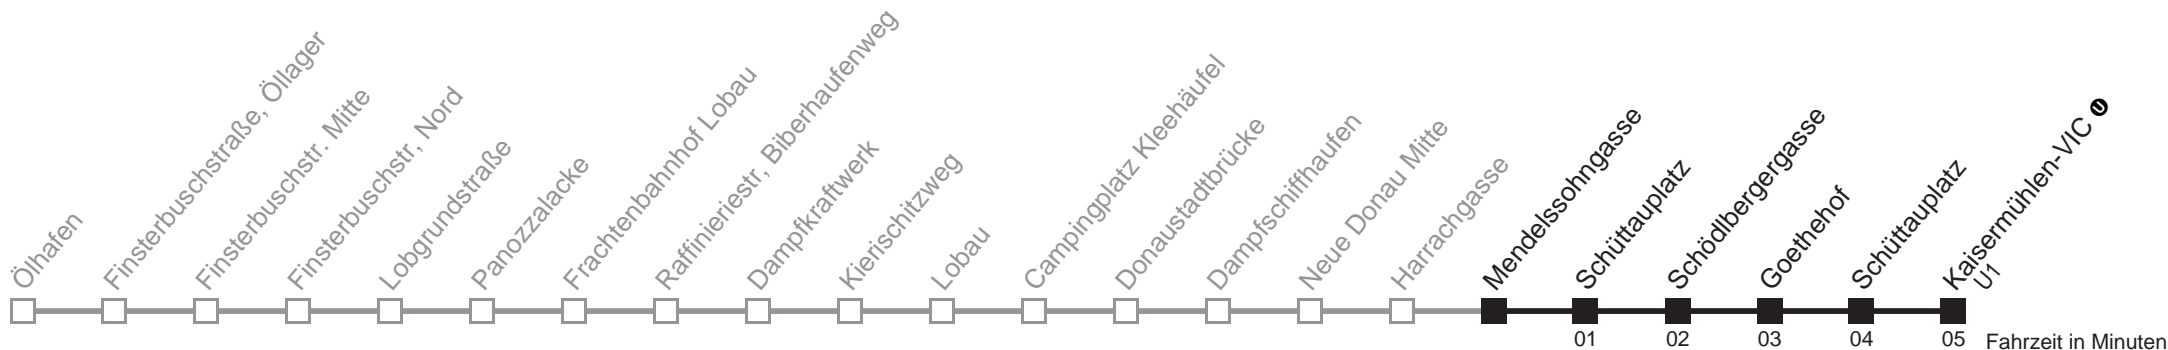 Ölhafen
Finsterbuschstraße, Öllager
Finsterbuschstr. Mitte
Finsterbuschstr, Nord
Lobgrundstraße
Panozzalacke
Frachtenbahnhof Lobau
Raffinieriestr, Biberhaufenweg
Dampfkraftwerk
Kierischitzweg
Lobau
Campingplatz Kleehäufel
Donaustadtbrücke
Dampfschiffhaufen
Neue Donau Mitte
Harrachgasse
Mendelssohngasse
Schüttauplatz
Schödlbergergasse
Goethehof
Schüttauplatz
Kaisermühlen-VIC U
U1
01 02 03 04 05 Fahrzeit in Minuten